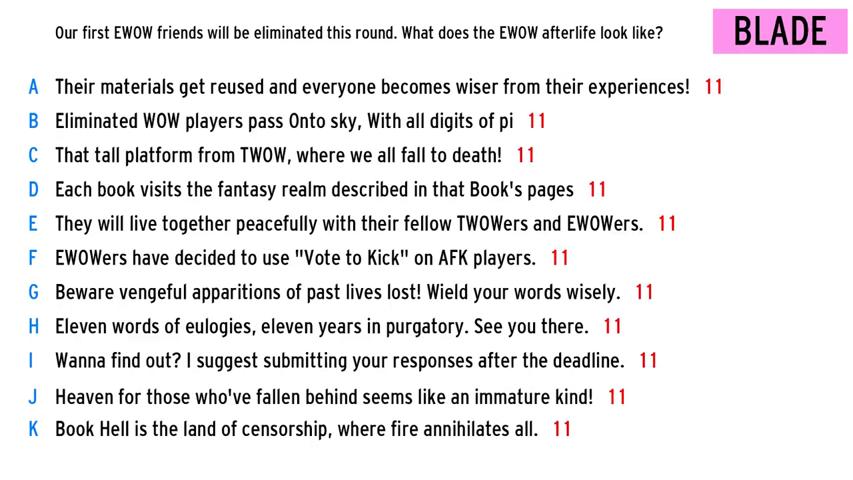 Our first EWOW friends will be eliminated this round. What does the EWOW afterlife look like?
BLADE
A Their materials get reused and everyone becomes wiser from their experiences! 11
B Eliminated WOW players pass Onto sky, With all digits of pi 11
C That tall platform from TWOW, where we all fall to death! 11
D Each book visits the fantasy realm described in that Book's pages 11
E They will live together peacefully with their fellow TWOWers and EWOWers. 11
F EWOWers have decided to use "Vote to Kick" on AFK players. 11
G Beware vengeful apparitions of past lives lost! Wield your words wisely. 11
H Eleven words of eulogies, eleven years in purgatory. See you there. 11
I Wanna find out? I suggest submitting your responses after the deadline. 11
J Heaven for those who've fallen behind seems like an immature kind! 11
K Book Hell is the land of censorship, where fire annihilates all. 11